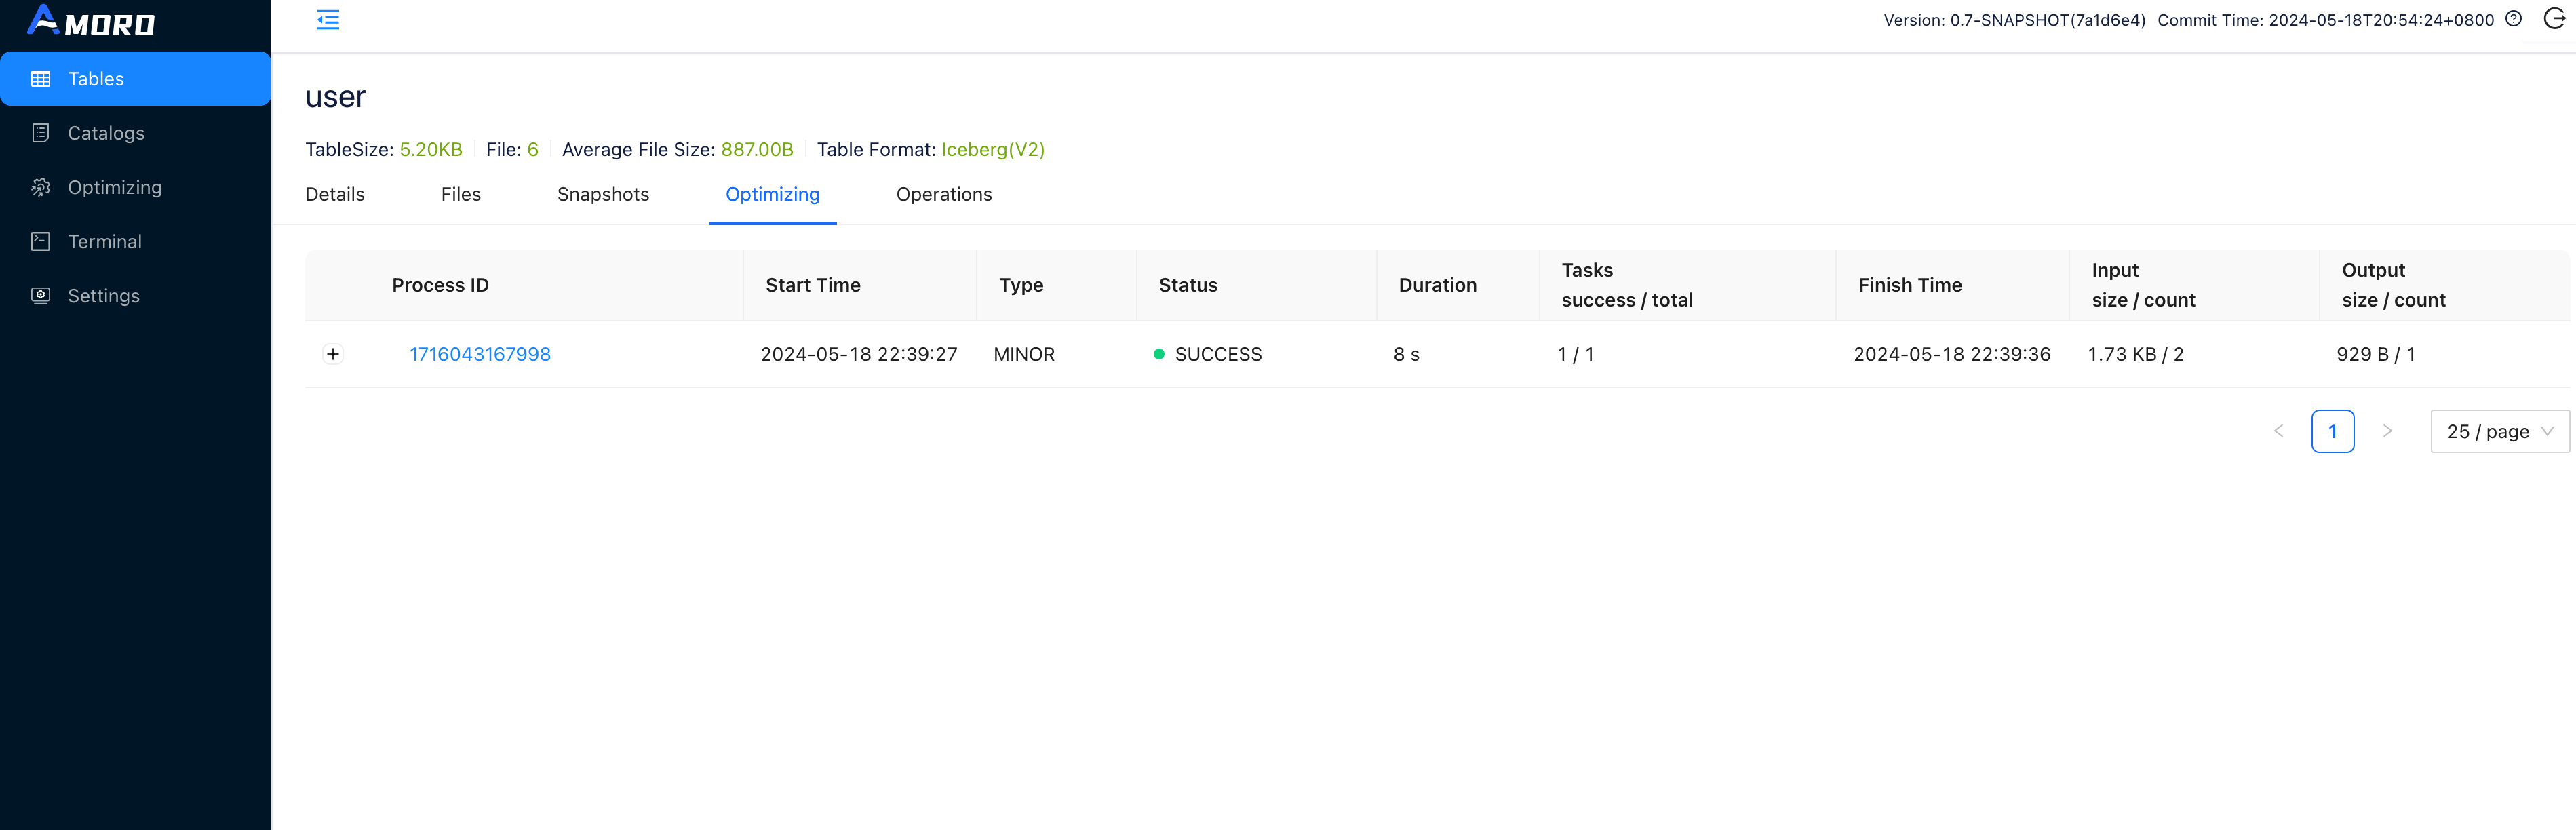 AMORO
Version: 0.7-SNAPSHOT(7a1d6e4) Commit Time: 2024-05-18T20:54:24+0800
Tables
Catalogs
Optimizing
Terminal
Settings
user
TableSize: 5.20KB File: 6 Average File Size: 887.00B Table Format: Iceberg(V2)
Details Files Snapshots Optimizing Operations
Process ID Start Time Type Status Duration Tasks success / total Finish Time Input size / count Output size / count
1716043167998 2024-05-18 22:39:27 MINOR SUCCESS 8 s 1 / 1 2024-05-18 22:39:36 1.73 KB / 2 929 B / 1
< 1 > 25 / page